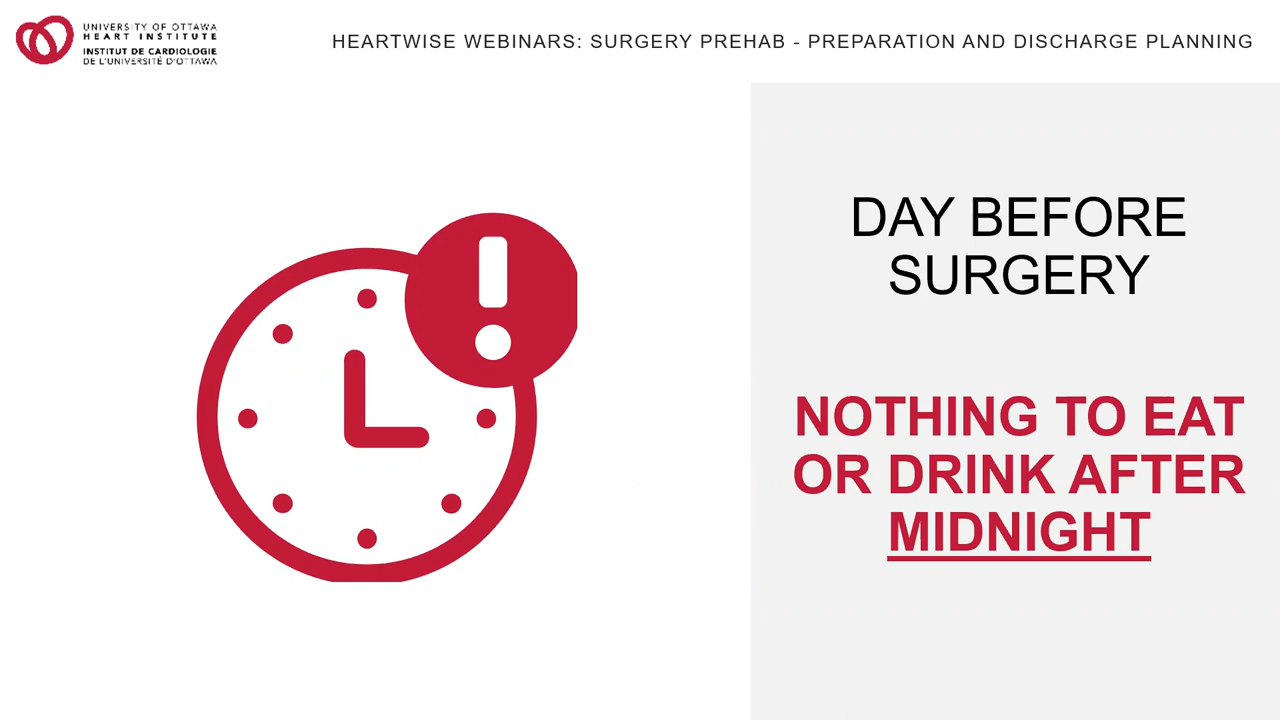 UNIVERSITY OF OTTAWA
HEART INSTITUTE
INSTITUT DE CARDIOLOGIE
DE L'UNIVERSITÉ D'OTTAWA
HEARTWISE WEBINARS: SURGERY PREHAB - PREPARATION AND DISCHARGE PLANNING
DAY BEFORE
SURGERY
NOTHING TO EAT
OR DRINK AFTER
MIDNIGHT